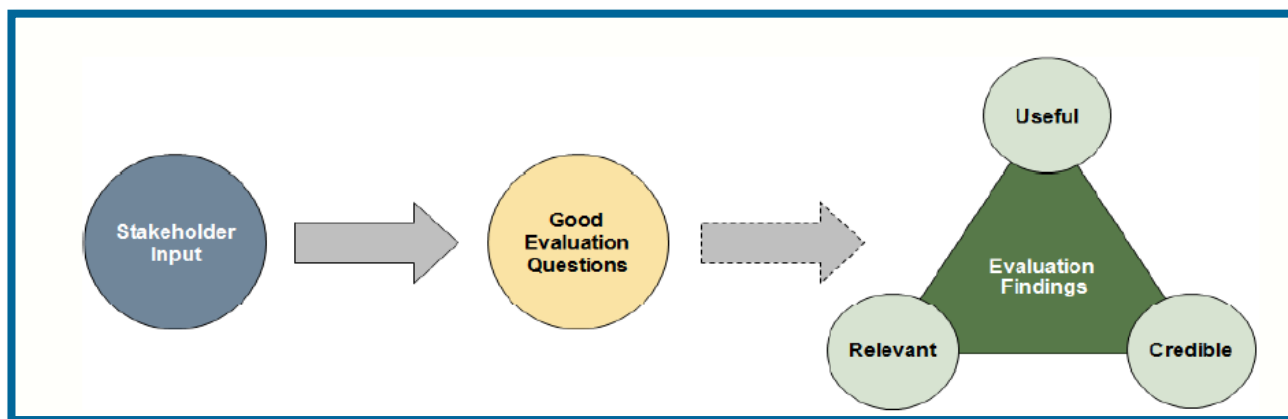 Stakeholder
Input
Good
Evaluation
Questions
Useful
Evaluation
Findings
Relevant
Credible